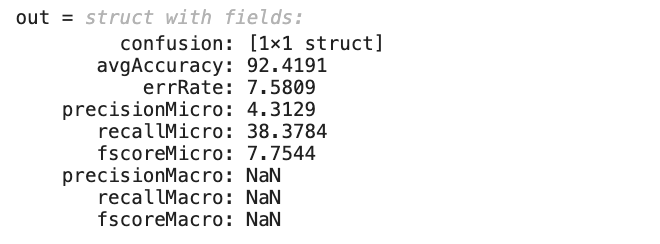 out = struct with fields:
confusion: [1×1 struct]
avgAccuracy: 92.4191
errRate: 7.5809
precisionMicro: 4.3129
recallMicro: 38.3784
fscoreMicro: 7.7544
precisionMacro: NaN
recallMacro: NaN
fscoreMacro: NaN